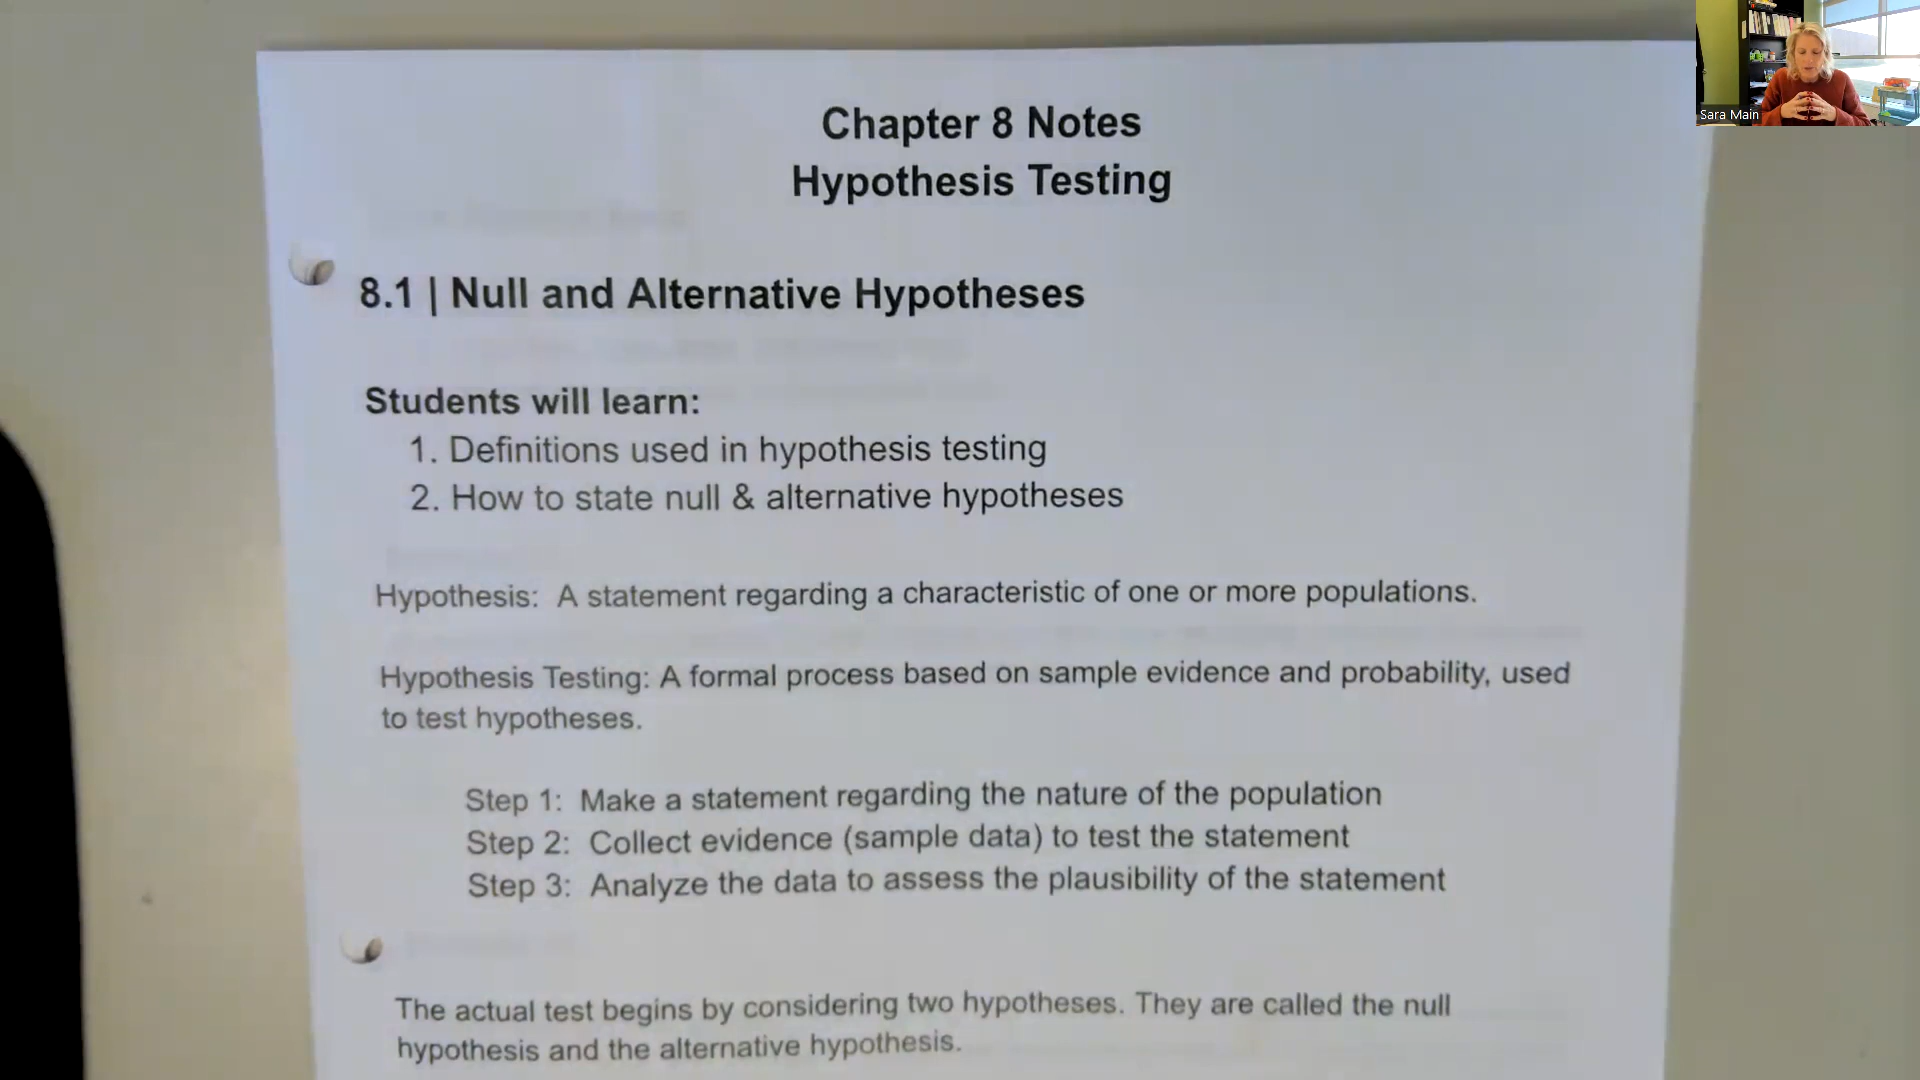 Chapter 8 Notes
Hypothesis Testing
8.1 | Null and Alternative Hypotheses
Students will learn:
1. Definitions used in hypothesis testing
2. How to state null & alternative hypotheses
Hypothesis: A statement regarding a characteristic of one or more populations.
Hypothesis Testing: A formal process based on sample evidence and probability, used
to test hypotheses.
Step 1: Make a statement regarding the nature of the population
Step 2: Collect evidence (sample data) to test the statement
Step 3: Analyze the data to assess the plausibility of the statement
The actual test begins by considering two hypotheses. They are called the null
hypothesis and the alternative hypothesis.
Sara Main